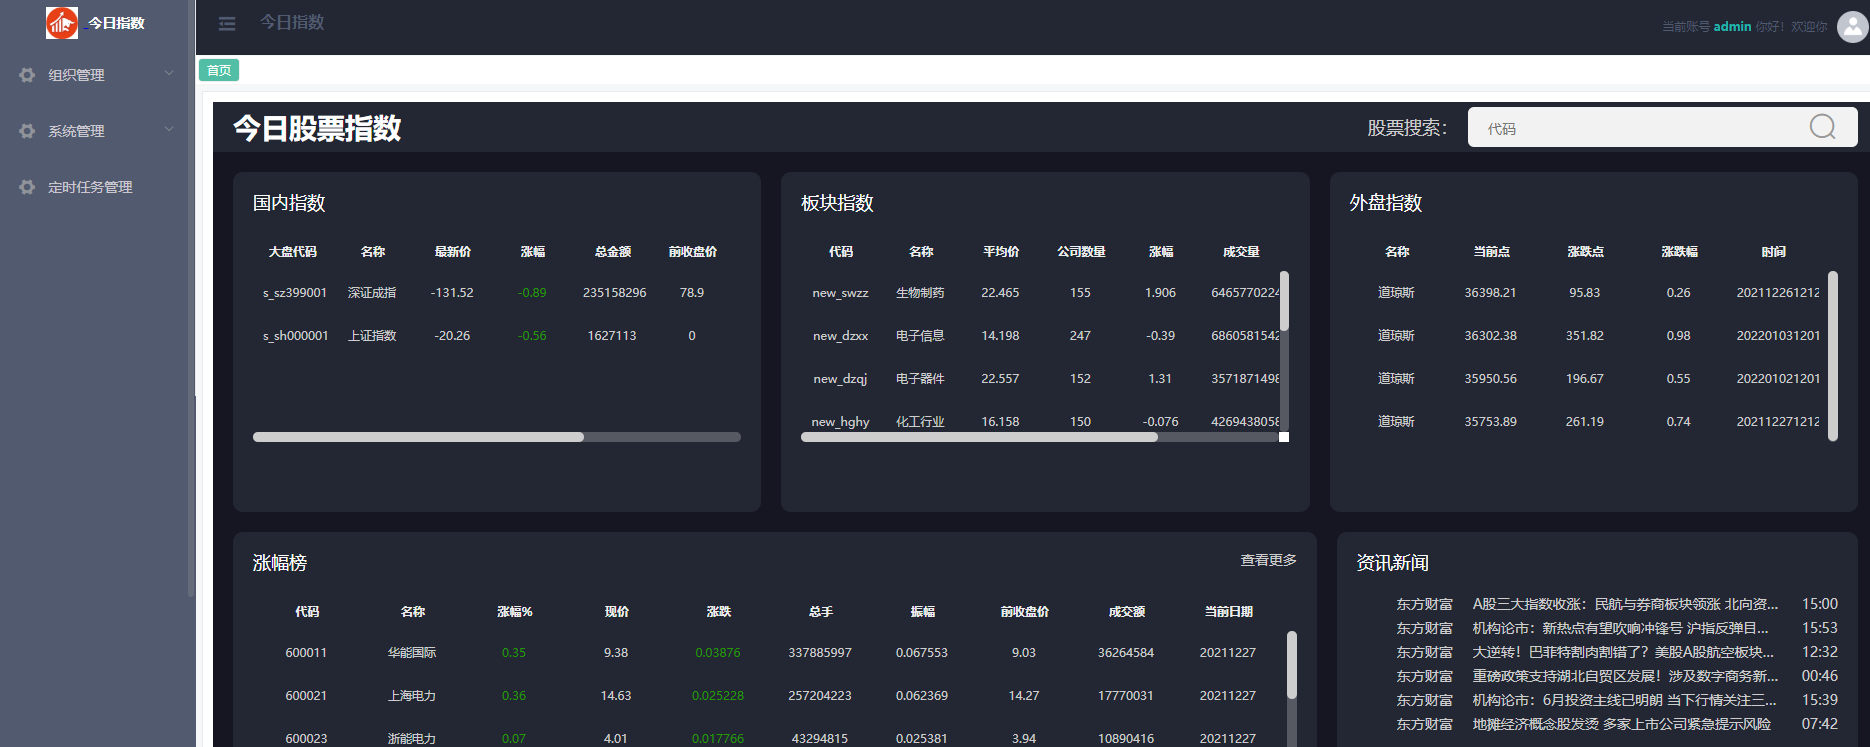 今日指数
组织管理
系统管理
定时任务管理
今日指数
当前账号 admin 你好！欢迎你
首页
今日股票指数
股票搜索：
代码
国内指数
大盘代码 名称 最新价 涨幅 总金额 前收盘价
s_sz399001 深证成指 -131.52 -0.89 235158296 78.9
s_sh000001 上证指数 -20.26 -0.56 1627113 0
板块指数
代码 名称 平均价 公司数量 涨幅 成交量
new_swzz 生物制药 22.465 155 1.906 6465770224
new_dzxx 电子信息 14.198 247 -0.39 686058154
new_dzqj 电子器件 22.557 152 1.31 3571871498
new_hghy 化工行业 16.158 150 -0.076 4269438058
外盘指数
名称 当前点 涨跌点 涨跌幅 时间
道琼斯 36398.21 95.83 0.26 202112261212
道琼斯 36302.38 351.82 0.98 202201031201
道琼斯 35950.56 196.67 0.55 202201021201
道琼斯 35753.89 261.19 0.74 202112271212
涨幅榜
查看更多
代码 名称 涨幅% 现价 涨跌 总手 振幅 前收盘价 成交额 当前日期
600011 华能国际 0.35 9.38 0.03876 337885997 0.067553 9.03 36264584 20211227
600021 上海电力 0.36 14.63 0.025228 257204223 0.062369 14.27 17770031 20211227
600023 浙能电力 0.07 4.01 0.017766 43294815 0.025381 3.94 10890416 20211227
资讯新闻
东方财富 A股三大指数收涨：民航与券商板块领涨 北向资... 15:00
东方财富 机构论市：新热点有望吹响冲锋号 沪指反弹目... 15:53
东方财富 大逆转！巴菲特割肉割错了？美股A股航空板块... 12:32
东方财富 重磅政策支持湖北自贸区发展！涉及数字商务新... 00:46
东方财富 机构论市：6月投资主线已明朗 当下行情关注三... 15:39
东方财富 地摊经济概念股发烫 多家上市公司紧急提示风险 07:42